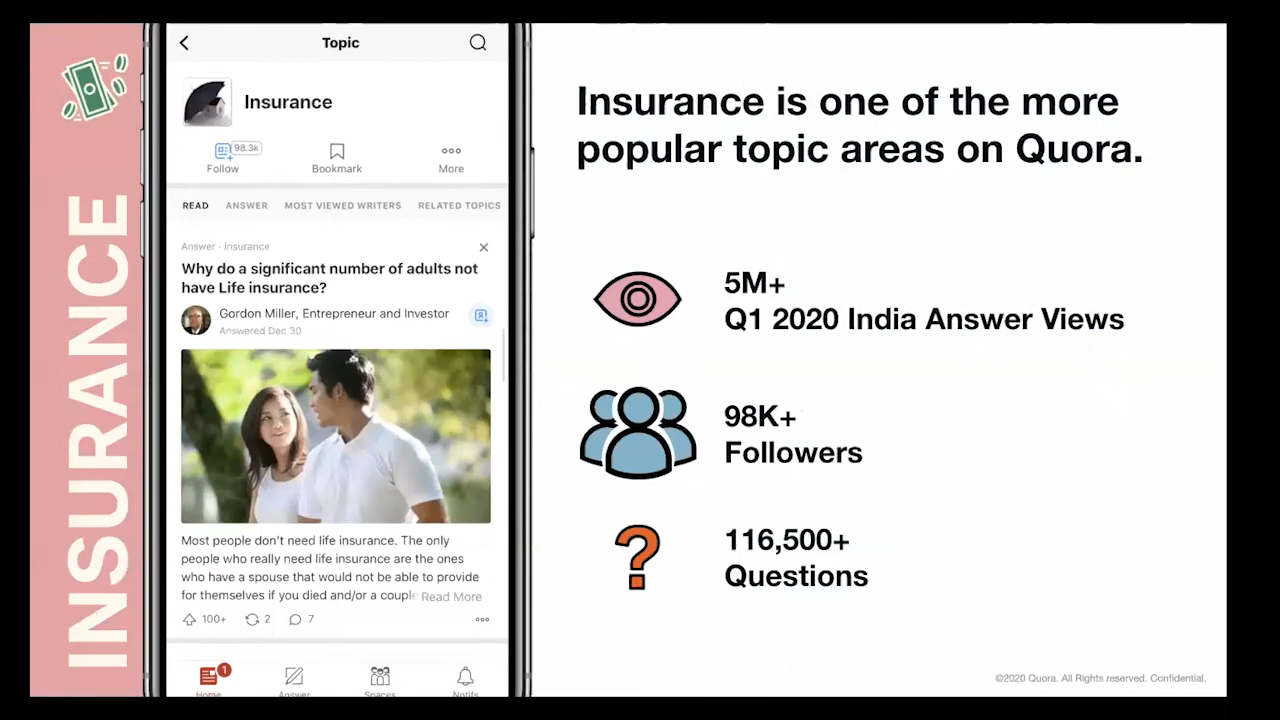 INSURANCE
Topic
Insurance
98.3k
Follow
Bookmark
More
READ
ANSWER
MOST VIEWED WRITERS
RELATED TOPICS
Answer · Insurance
Why do a significant number of adults not
have Life insurance?
Gordon Miller, Entrepreneur and Investor
Answered Dec 30
Most people don't need life insurance. The only
people who really need life insurance are the ones
who have a spouse that would not be able to provide
for themselves if you died and/or a couple Read More
100+
2
7
1
Home
Answer
Spaces
Notifs
Insurance is one of the more
popular topic areas on Quora.
5M+
Q1 2020 India Answer Views
98K+
Followers
116,500+
Questions
©2020 Quora. All Rights reserved. Confidential.